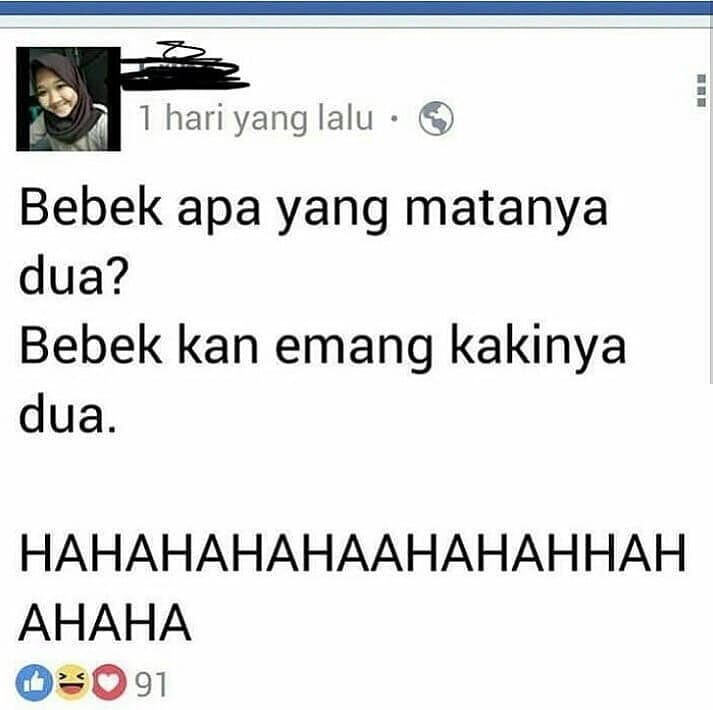 1 hari yang lalu
Bebek apa yang matanya
dua?
Bebek kan emang kakinya
dua.
HAHAHAHAHAAHAHAHHAH
AHAHA
91